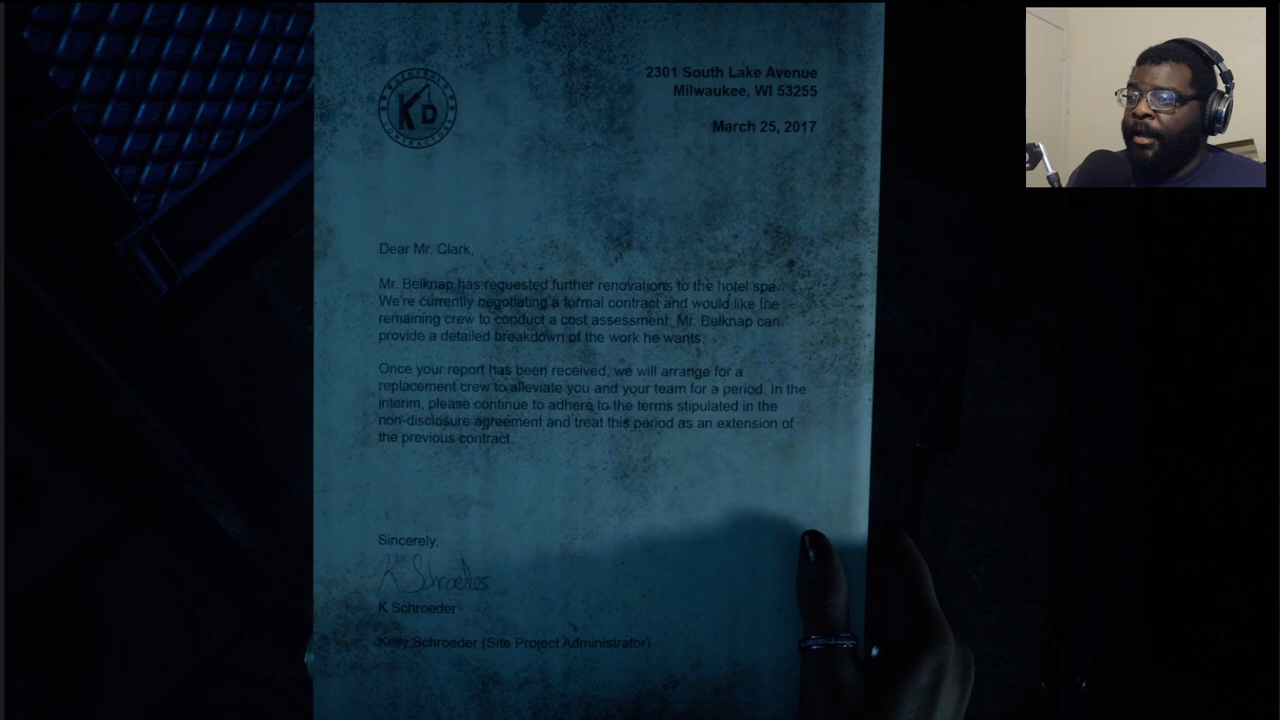 GENERAL
KD
CONTRACTORS
2301 South Lake Avenue
Milwaukee, WI 53255
March 25, 2017
Dear Mr. Clark,
Mr. Belknap has requested further renovations to the hotel spa.
We're currently negotiating a formal contract and would like the
remaining crew to conduct a cost assessment, Mr. Belknap can
provide a detailed breakdown of the work he wants.
Once your report has been received, we will arrange for a
replacement crew to alleviate you and your team for a period. In the
interim, please continue to adhere to the terms stipulated in the
non-disclosure agreement and treat this period as an extension of
the previous contract.
Sincerely,
K Schroeder
K Schroeder
Kelly Schroeder (Site Project Administrator)